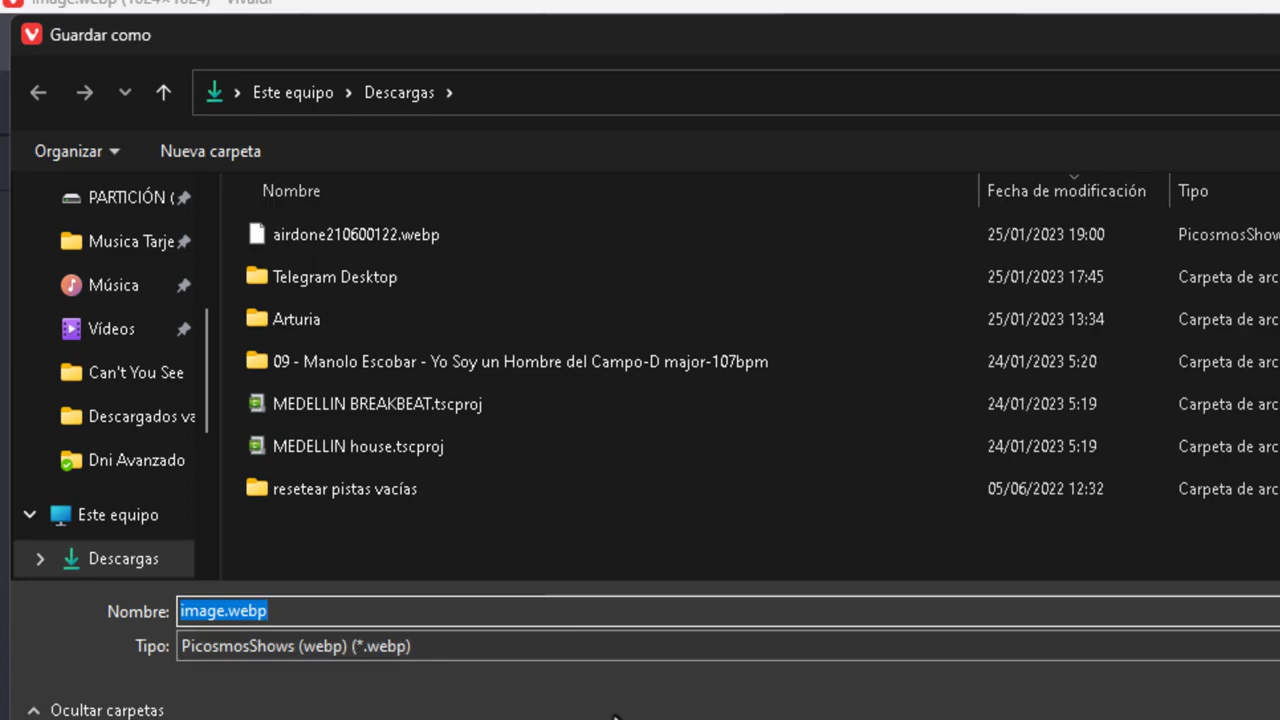 image.webp (1024×1024) - Vivaldi
Guardar como
Este equipo > Descargas >
Organizar Nueva carpeta
Nombre Fecha de modificación Tipo
PARTICIÓN (
Musica Tarje
Música
Vídeos
Can't You See
Descargados va
Dni Avanzado
Este equipo
Descargas
airdone210600122.webp 25/01/2023 19:00 PicosmosShow
Telegram Desktop 25/01/2023 17:45 Carpeta de arc
Arturia 25/01/2023 13:34 Carpeta de arc
09 - Manolo Escobar - Yo Soy un Hombre del Campo-D major-107bpm 24/01/2023 5:20 Carpeta de arc
MEDELLIN BREAKBEAT.tscproj 24/01/2023 5:19 Carpeta de arc
MEDELLIN house.tscproj 24/01/2023 5:19 Carpeta de arc
resetear pistas vacías 05/06/2022 12:32 Carpeta de arc
Nombre: image.webp
Tipo: PicosmosShows (webp) (*.webp)
Ocultar carpetas